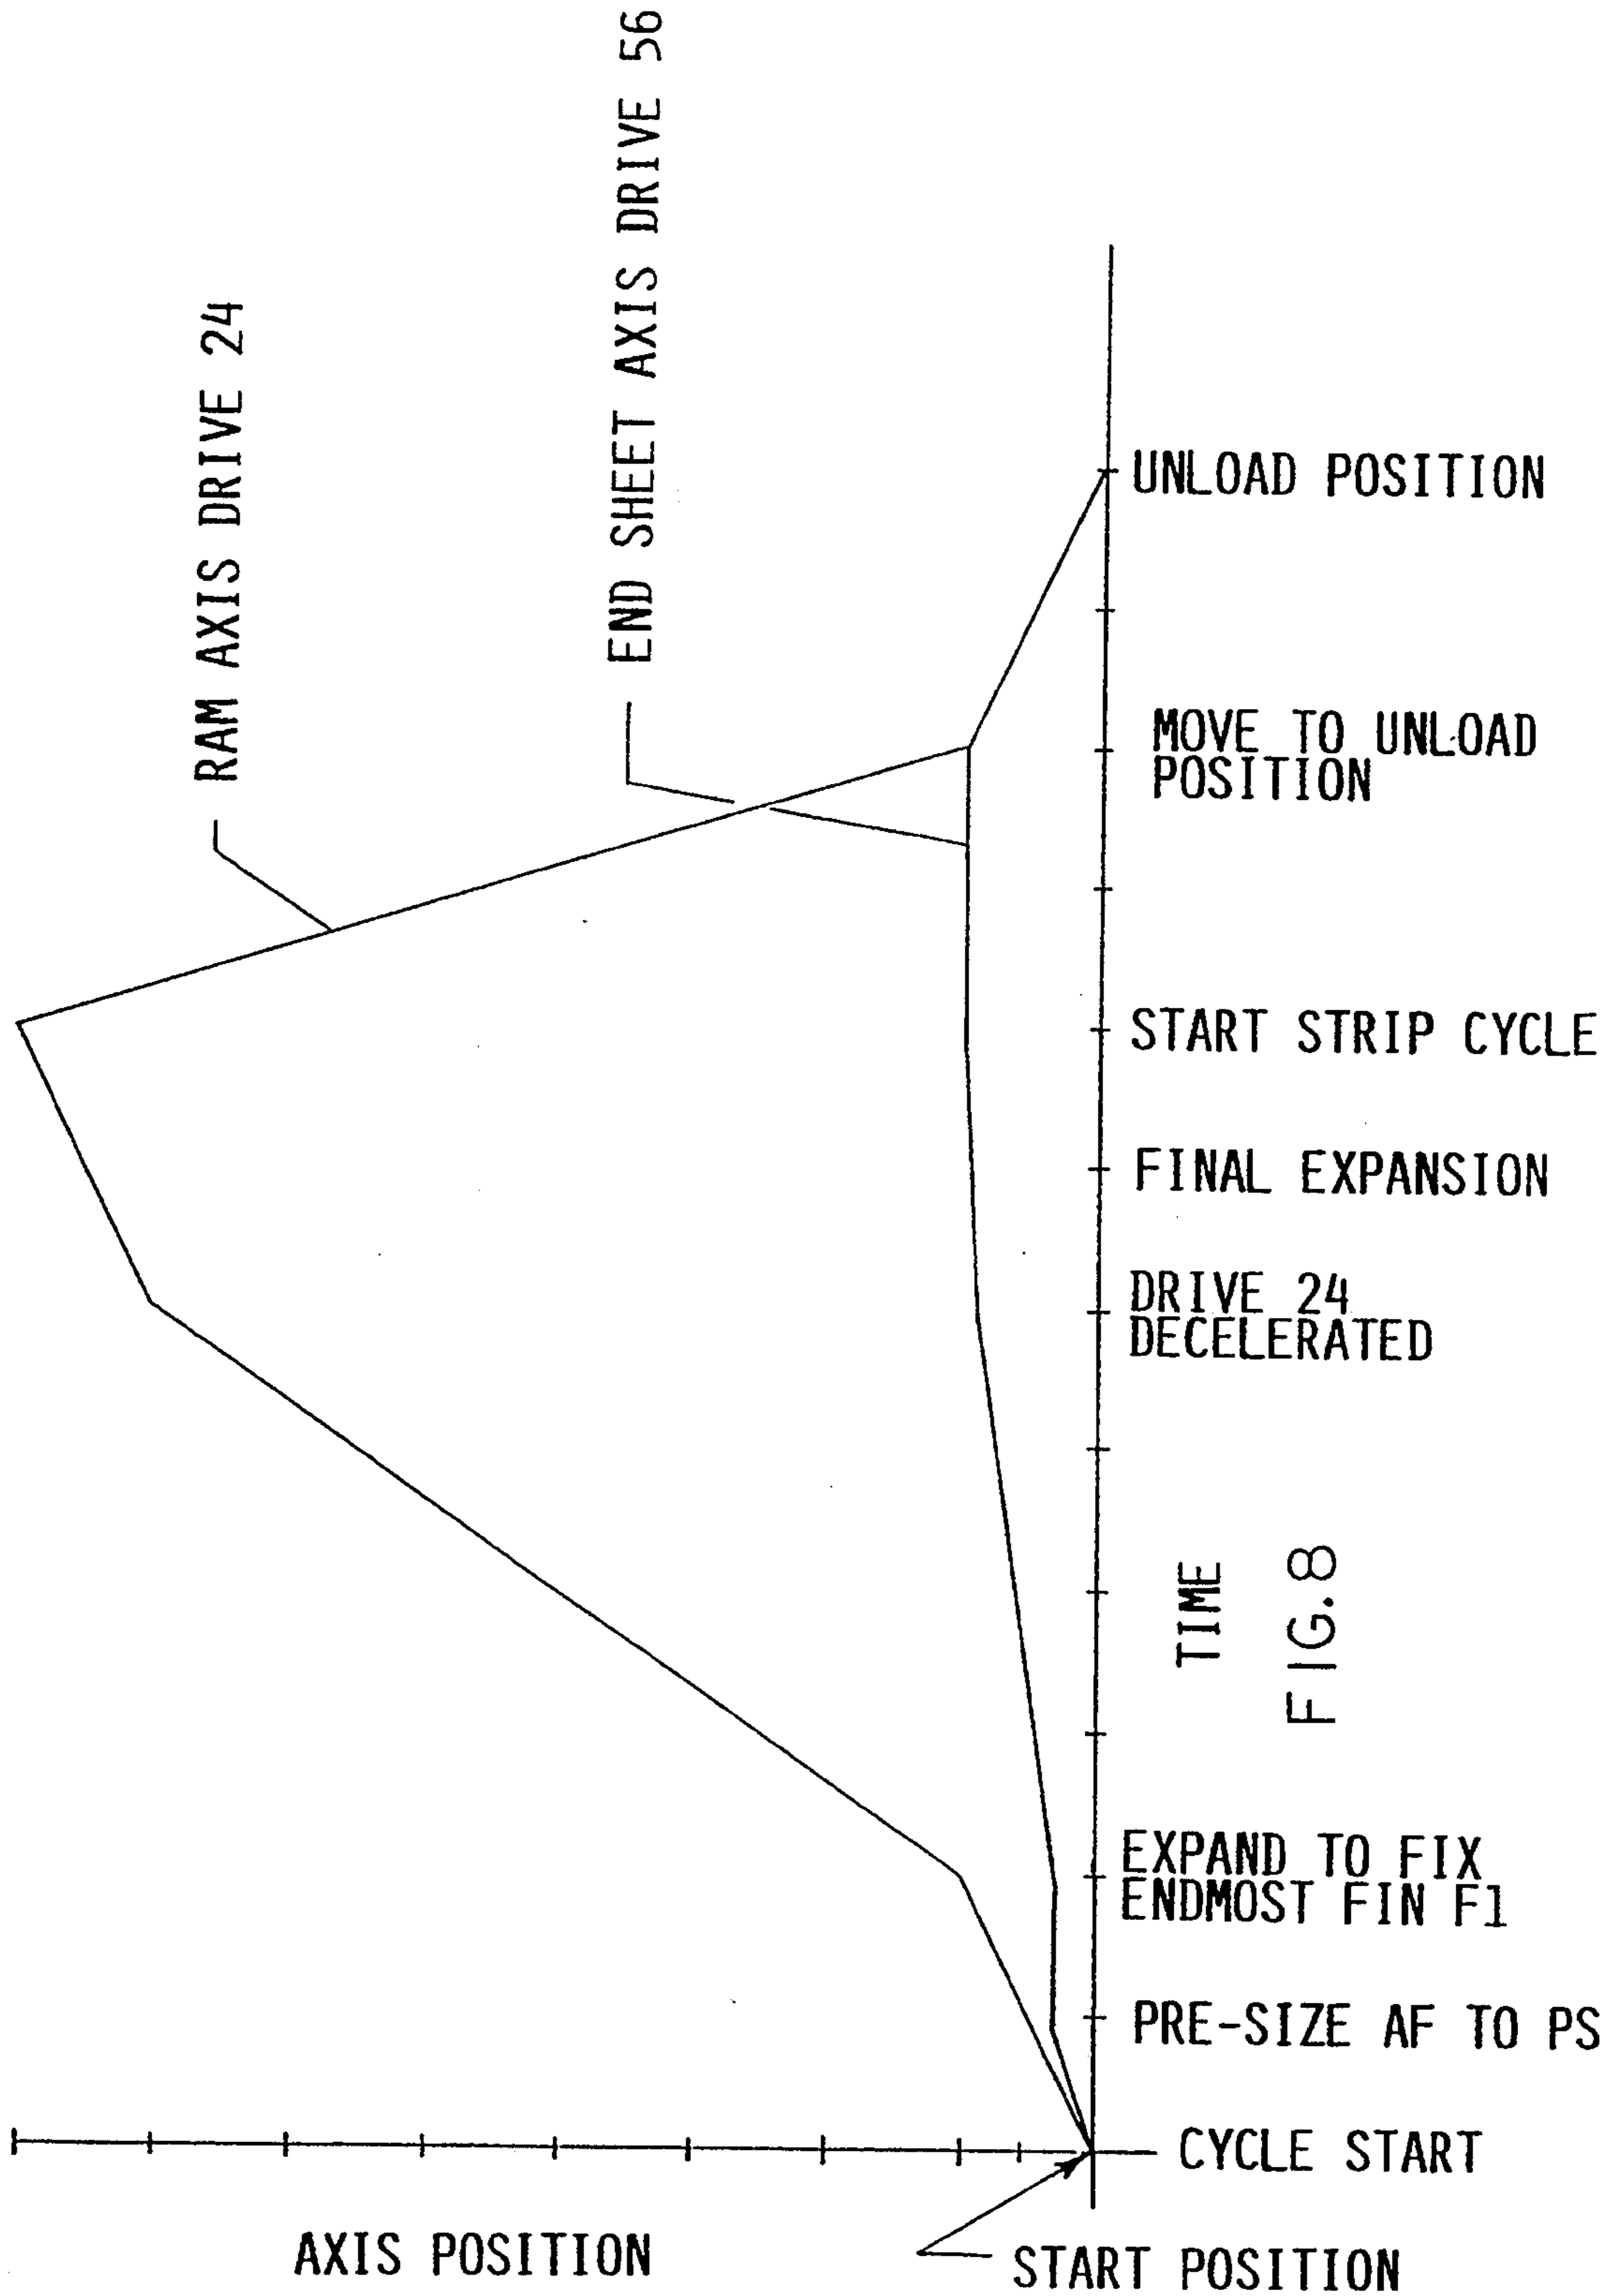 RAM AXIS DRIVE 24
END SHEET AXIS DRIVE 56
UNLOAD POSITION
MOVE TO UNLOAD
POSITION
START STRIP CYCLE
FINAL EXPANSION
DRIVE 24
DECELERATED
TIME
FIG.8
EXPAND TO FIX
ENDMOST FIN F1
PRE-SIZE AF TO PS
CYCLE START
START POSITION
AXIS POSITION